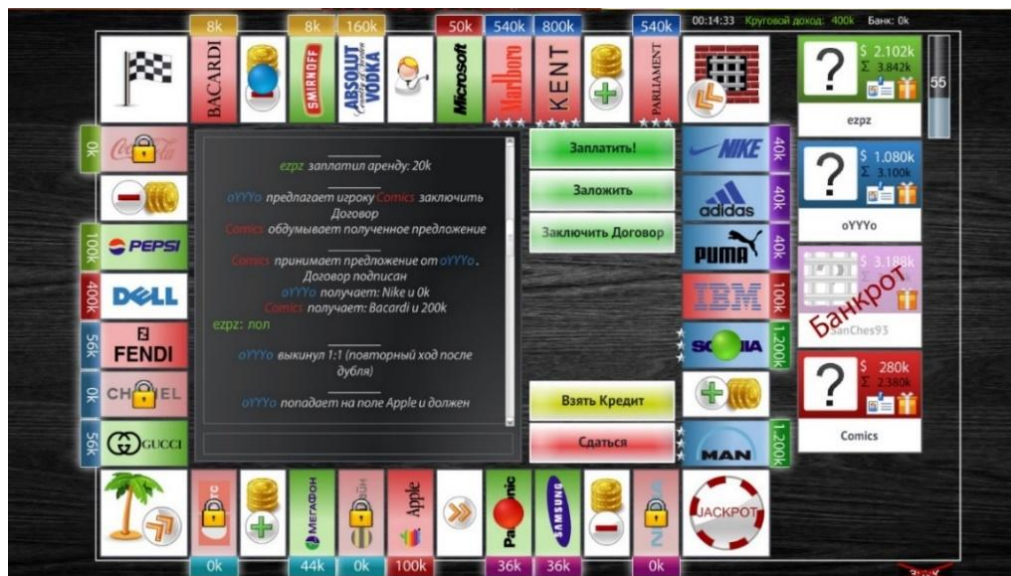 8k
8k
160k
50k
540k
800k
540k
00:14:33 Круговой доход: 400k Банк: 0k
BACARDI
SMIRNOFF
ABSOLUT VODKA
Microsoft
Marlboro
KENT
PARLIAMENT
$ 2.102k
Σ 3.842k
55
ezpz
0k
Coca-Cola
PEPSI
100k
DELL
400k
FENDI
56k
CHANEL
0k
GUCCI
56k
ezpz заплатил аренду: 20k
oYYYo предлагает игроку Comics заключить
Договор
Comics обдумывает полученное предложение
Comics принимает предложение от oYYYo.
Договор подписан
oYYYo получает: Nike и 0k
Comics получает: Bacardi и 200k
ezpz: лол
oYYYo выкинул 1:1 (повторный ход после
дубля)
oYYYo попадает на поле Apple и должен
Заплатить!
Заложить
Заключить Договор
Взять Кредит
Сдаться
NIKE
40k
adidas
40k
PUMA
40k
IBM
100k
1.200k
MAN
1.200k
$ 1.080k
Σ 3.100k
oYYYo
$ 3.188k
Банкрот
SanChes93
$ 280k
Σ 2.380k
Comics
МЕГАФОН
Apple
SAMSUNG
JACKPOT
0k
44k
0k
100k
36k
36k
0k